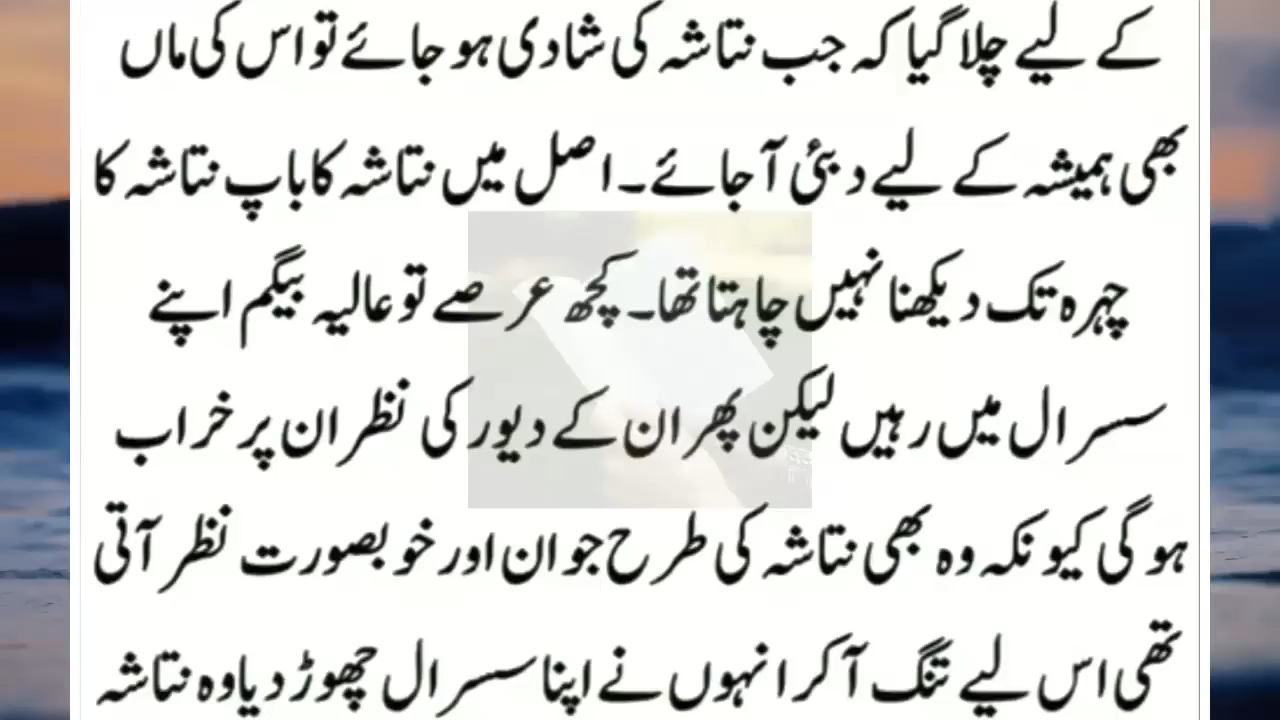 کے لیے چلا گیا کہ جب نتاشہ کی شادی ہو جائے تو اس کی ماں
بھی ہمیشہ کے لیے دبئی آ جائے۔ اصل میں نتاشہ کا باپ نتاشہ کا
چہرہ تک دیکھنا نہیں چاہتا تھا۔ کچھ عرصے تو عالیہ بیگم اپنے
سسرال میں رہیں لیکن پھر ان کے دیور کی نظر ان پر خراب
ہو گی کیونکہ وہ بھی نتاشہ کی طرح جوان اور خوبصورت نظر آتی
تھی اس لیے تنگ آ کر انہوں نے اپنا سسرال چھوڑ دیا وہ نتاشہ